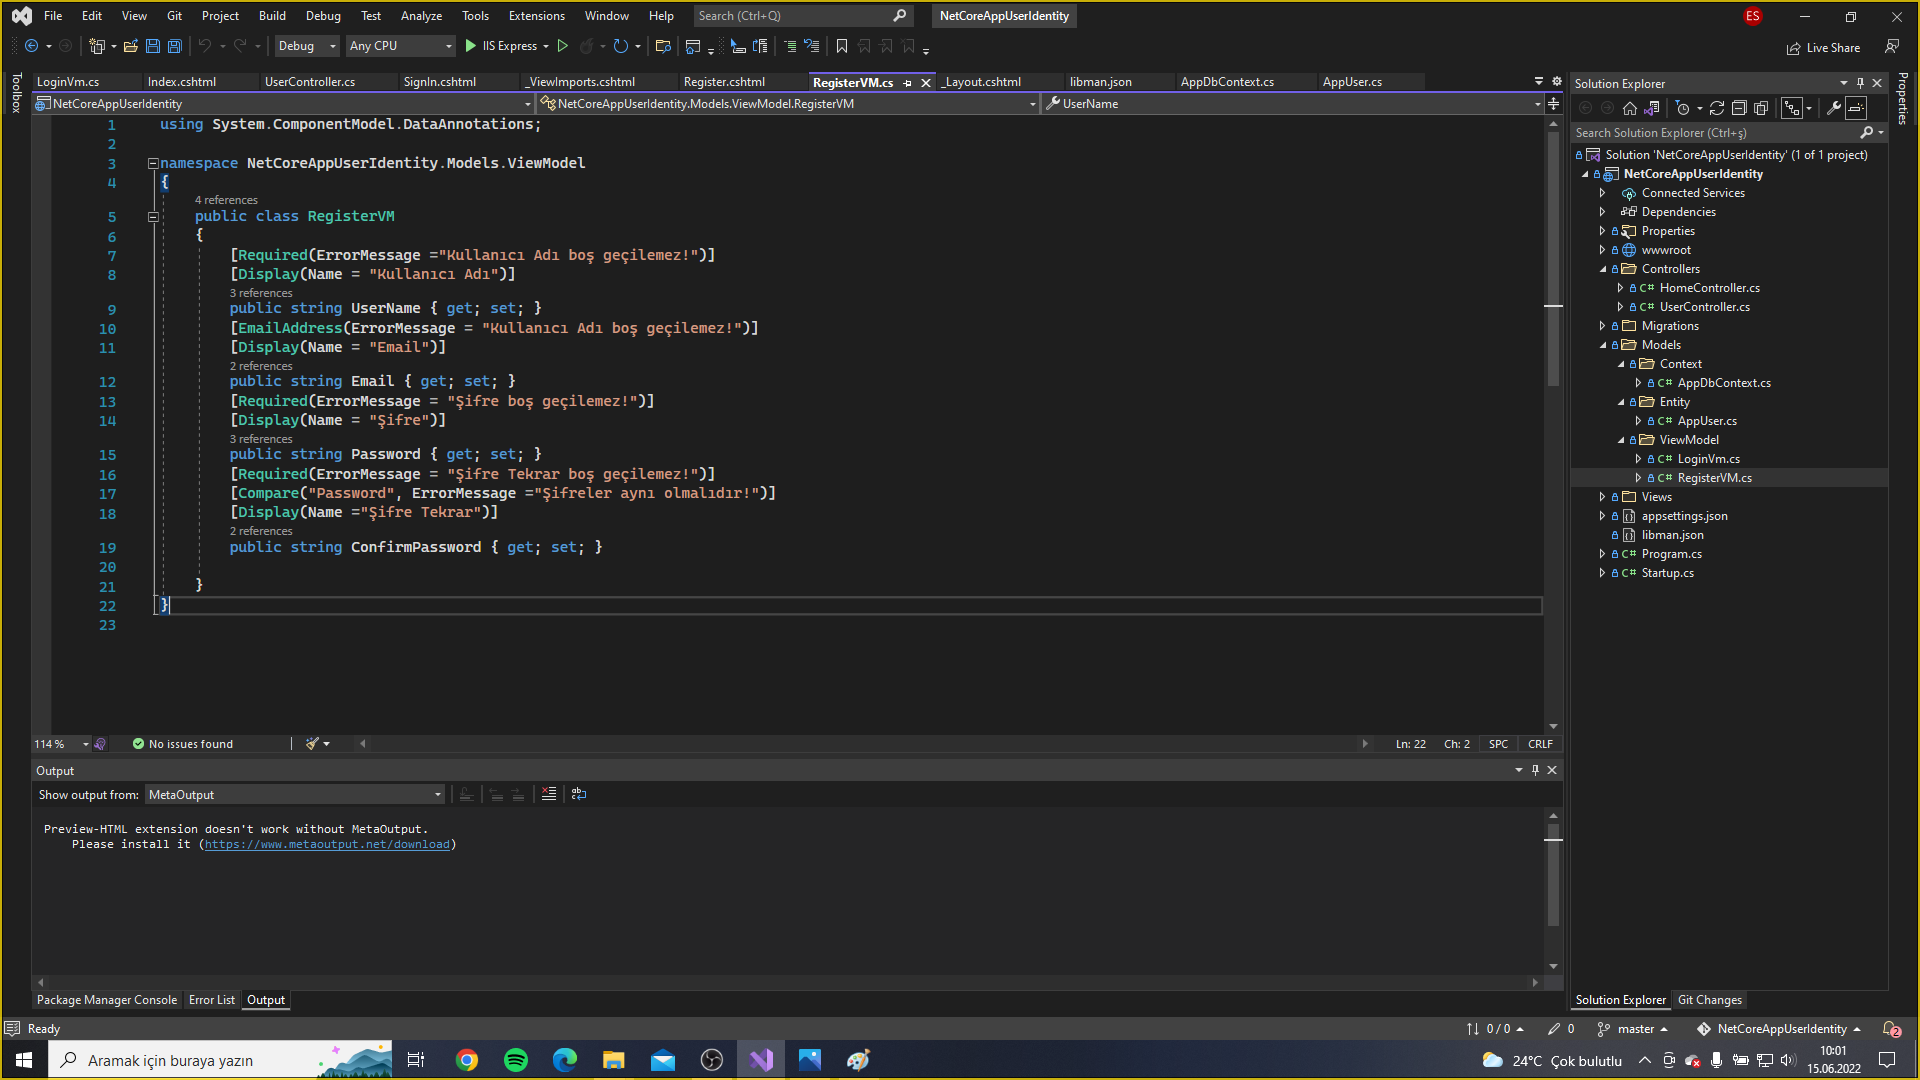 File Edit View Git Project Build Debug Test Analyze Tools Extensions Window Help Search (Ctrl+Q) NetCoreAppUserIdentity ES
Debug Any CPU IIS Express Live Share
LoginVm.cs Index.cshtml UserController.cs SignIn.cshtml _ViewImports.cshtml Register.cshtml RegisterVM.cs _Layout.cshtml libman.json AppDbContext.cs AppUser.cs
NetCoreAppUserIdentity NetCoreAppUserIdentity.Models.ViewModel.RegisterVM UserName
Toolbox
1 using System.ComponentModel.DataAnnotations;
2
3 namespace NetCoreAppUserIdentity.Models.ViewModel
4 {
4 references
5 public class RegisterVM
6 {
7 [Required(ErrorMessage ="Kullanıcı Adı boş geçilemez!")]
8 [Display(Name = "Kullanıcı Adı")]
3 references
9 public string UserName { get; set; }
10 [EmailAddress(ErrorMessage = "Kullanıcı Adı boş geçilemez!")]
11 [Display(Name = "Email")]
2 references
12 public string Email { get; set; }
13 [Required(ErrorMessage = "Şifre boş geçilemez!")]
14 [Display(Name = "Şifre")]
3 references
15 public string Password { get; set; }
16 [Required(ErrorMessage = "Şifre Tekrar boş geçilemez!")]
17 [Compare("Password", ErrorMessage ="Şifreler aynı olmalıdır!")]
18 [Display(Name ="Şifre Tekrar")]
2 references
19 public string ConfirmPassword { get; set; }
20
21 }
22 }
23
114 % No issues found Ln: 22 Ch: 2 SPC CRLF
Output
Show output from: MetaOutput
Preview-HTML extension doesn't work without MetaOutput.
Please install it (https://www.metaoutput.net/download)
Package Manager Console Error List Output
Solution Explorer
Search Solution Explorer (Ctrl+ş)
Solution 'NetCoreAppUserIdentity' (1 of 1 project)
NetCoreAppUserIdentity
Connected Services
Dependencies
Properties
wwwroot
Controllers
C# HomeController.cs
C# UserController.cs
Migrations
Models
Context
C# AppDbContext.cs
Entity
C# AppUser.cs
ViewModel
C# LoginVm.cs
C# RegisterVM.cs
Views
appsettings.json
libman.json
C# Program.cs
C# Startup.cs
Solution Explorer Git Changes
Properties
Ready 0 / 0 0 master NetCoreAppUserIdentity 2
Aramak için buraya yazın 24°C Çok bulutlu 10:01
15.06.2022